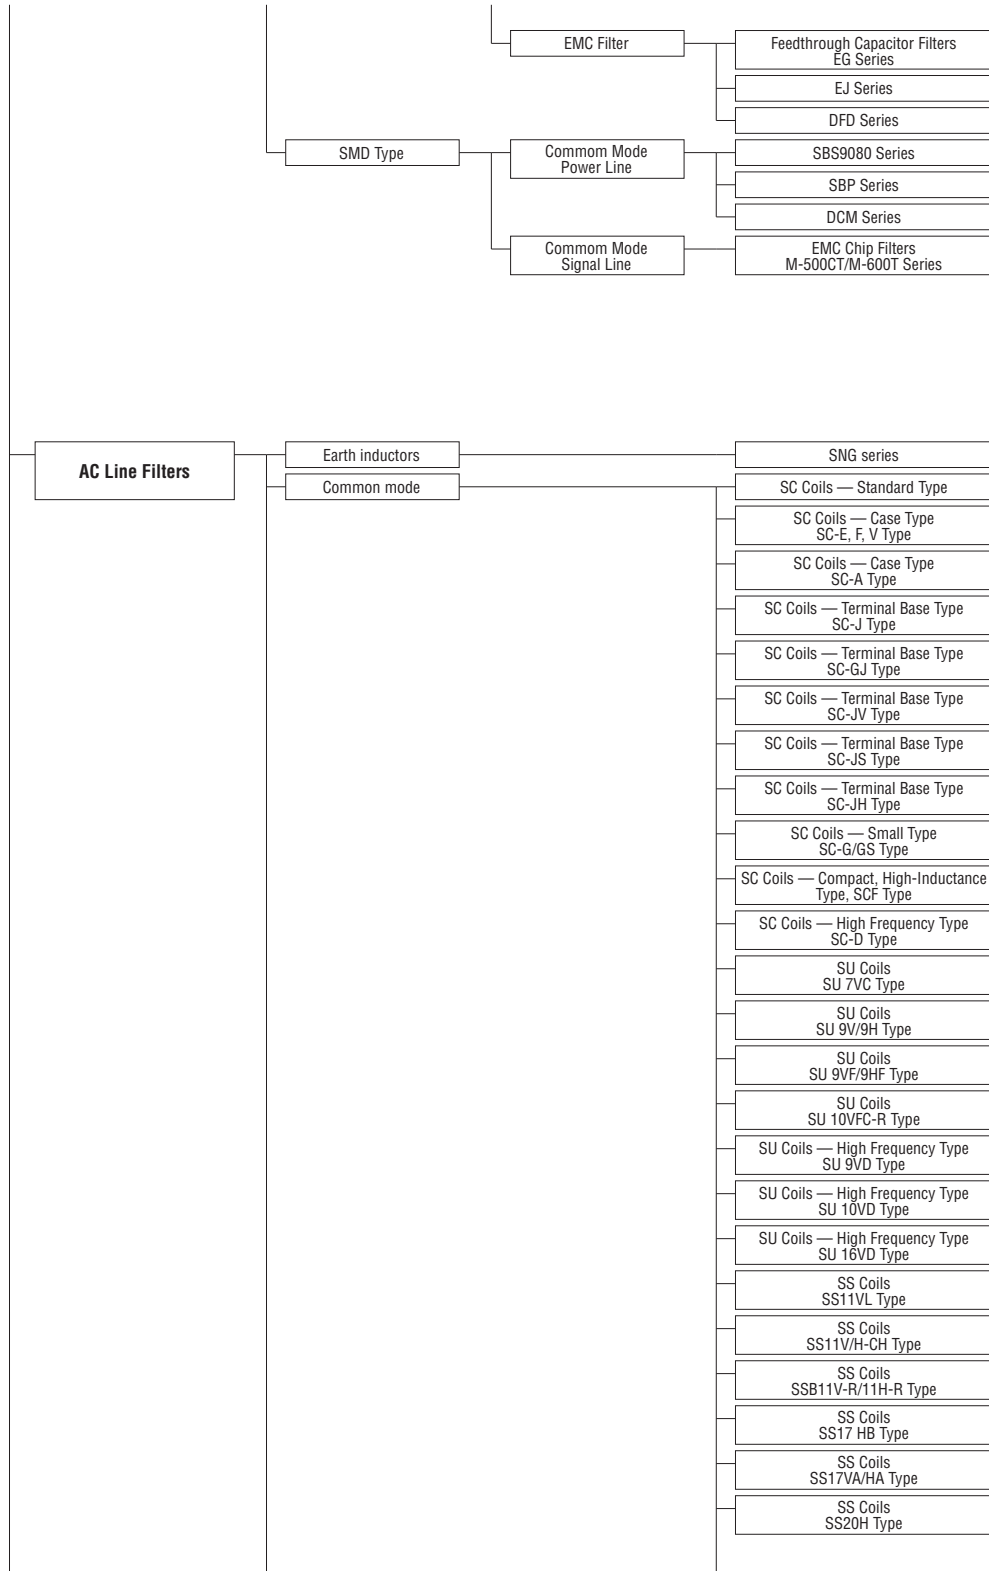 EMC Filter
Feedthrough Capacitor Filters
EG Series
EJ Series
DFD Series
SMD Type
Commom Mode
Power Line
SBS9080 Series
SBP Series
DCM Series
Commom Mode
Signal Line
EMC Chip Filters
M-500CT/M-600T Series
AC Line Filters
Earth inductors
SNG series
Common mode
SC Coils — Standard Type
SC Coils — Case Type
SC-E, F, V Type
SC Coils — Case Type
SC-A Type
SC Coils — Terminal Base Type
SC-J Type
SC Coils — Terminal Base Type
SC-GJ Type
SC Coils — Terminal Base Type
SC-JV Type
SC Coils — Terminal Base Type
SC-JS Type
SC Coils — Terminal Base Type
SC-JH Type
SC Coils — Small Type
SC-G/GS Type
SC Coils — Compact, High-Inductance
Type, SCF Type
SC Coils — High Frequency Type
SC-D Type
SU Coils
SU 7VC Type
SU Coils
SU 9V/9H Type
SU Coils
SU 9VF/9HF Type
SU Coils
SU 10VFC-R Type
SU Coils — High Frequency Type
SU 9VD Type
SU Coils — High Frequency Type
SU 10VD Type
SU Coils — High Frequency Type
SU 16VD Type
SS Coils
SS11VL Type
SS Coils
SS11V/H-CH Type
SS Coils
SSB11V-R/11H-R Type
SS Coils
SS17 HB Type
SS Coils
SS17VA/HA Type
SS Coils
SS20H Type